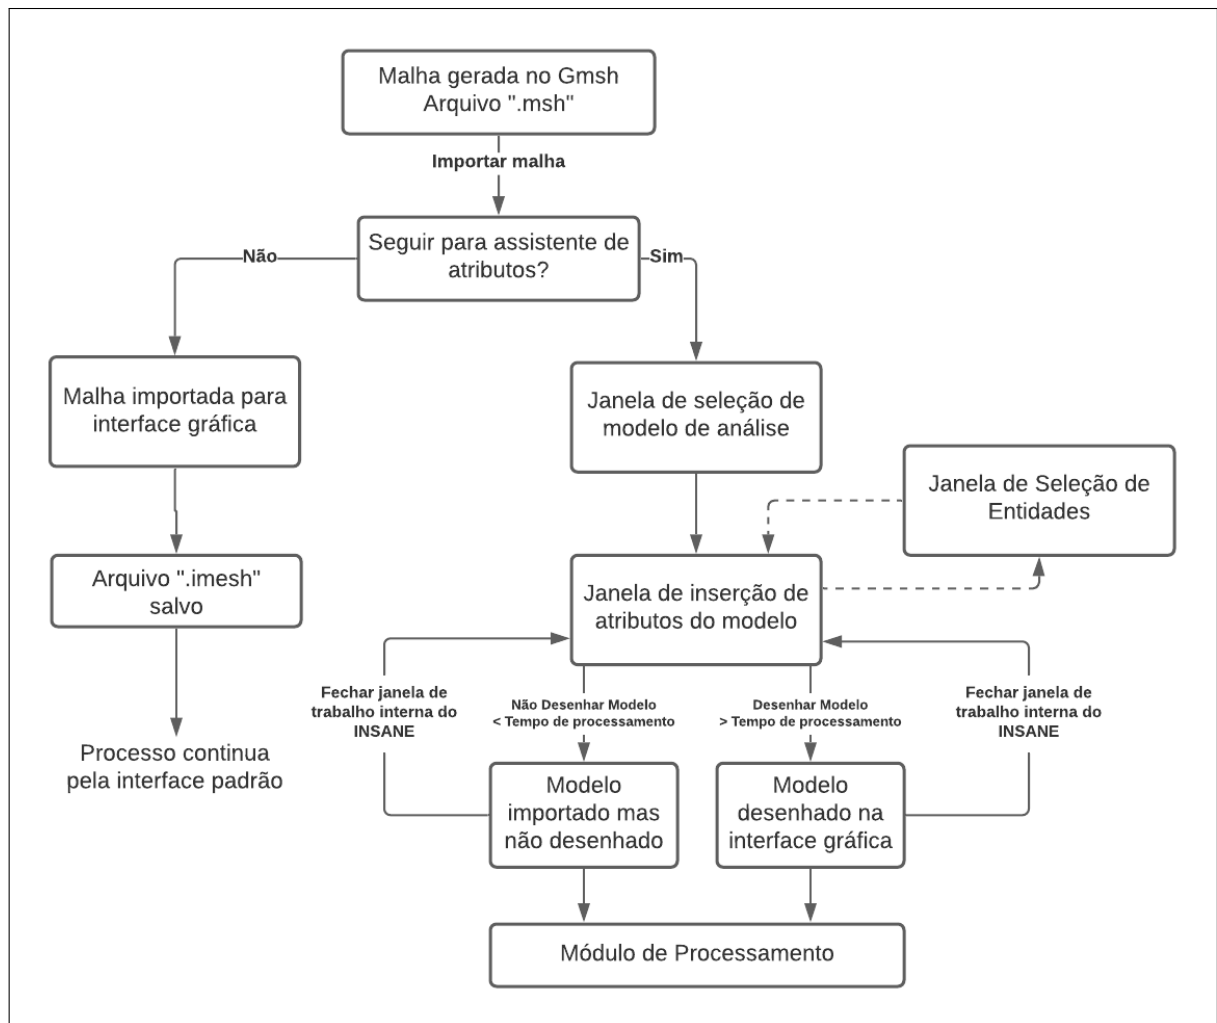 Malha gerada no Gmsh
Arquivo ".msh"
Importar malha
Seguir para assistente de
atributos?
Não
Sim
Malha importada para
interface gráfica
Janela de seleção de
modelo de análise
Janela de Seleção de
Entidades
Arquivo ".imesh"
salvo
Janela de inserção de
atributos do modelo
Fechar janela de
trabalho interna do
INSANE
Não Desenhar Modelo
< Tempo de processamento
Desenhar Modelo
> Tempo de processamento
Fechar janela de
trabalho interna do
INSANE
Processo continua
pela interface padrão
Modelo
importado mas
não desenhado
Modelo
desenhado na
interface gráfica
Módulo de Processamento